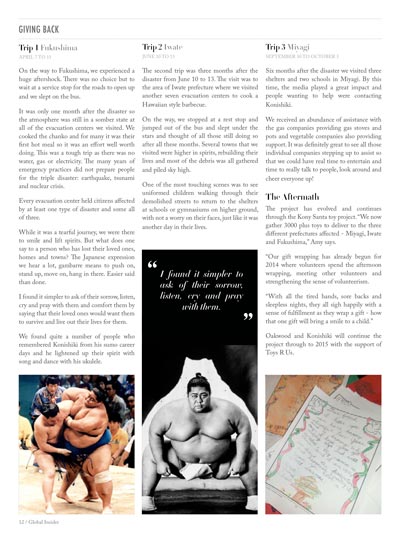 GIVING BACK
Trip 1 Fukushima
APRIL 7 TO 10
On the way to Fukushima, we experienced a
huge aftershock. There was no choice but to
wait at a service stop for the roads to open up
and we slept on the bus.
It was only one month after the disaster so
the atmosphere was still in a somber state at
all of the evacuation centers we visited. We
cooked the chanko and for many it was their
first hot meal so it was an effort well worth
doing. This was a tough trip as there was no
water, gas or electricity. The many years of
emergency practices did not prepare people
for the triple disaster: earthquake, tsunami
and nuclear crisis.
Every evacuation center held citizens affected
by at least one type of disaster and some all
of three.
While it was a tearful journey, we were there
to smile and lift spirits. But what does one
say to a person who has lost their loved ones,
homes and towns? The Japanese expression
we hear a lot, gambatte means to push on,
stand up, move on, hang in there. Easier said
than done.
I found it simpler to ask of their sorrow, listen,
cry and pray with them and comfort them by
saying that their loved ones would want them
to survive and live out their lives for them.
We found quite a number of people who
remembered Konishiki from his sumo career
days and he lightened up their spirit with
song and dance with his ukulele.
Trip 2 Iwate
JUNE 10 TO 13
The second trip was three months after the
disaster from June 10 to 13. The visit was to
the area of Iwate prefecture where we visited
another seven evacuation centers to cook a
Hawaiian style barbecue.
On the way, we stopped at a rest stop and
jumped out of the bus and slept under the
stars and thought of all those still doing so
after all those months. Several towns that we
visited were higher in spirits, rebuilding their
lives and most of the debris was all gathered
and piled sky high.
One of the most touching scenes was to see
uniformed children walking through their
demolished streets to return to the shelters
at schools or gymnasiums on higher ground,
with not a worry on their faces, just like it was
another day in their lives.
“
I found it simpler to
ask of their sorrow,
listen, cry and pray
with them.
”
Trip 3 Miyagi
SEPTEMBER 30 TO OCTOBER 3
Six months after the disaster we visited three
shelters and two schools in Miyagi. By this
time, the media played a great impact and
people wanting to help were contacting
Konishiki.
We received an abundance of assistance with
the gas companies providing gas stoves and
pots and vegetable companies also providing
support. It was definitely great to see all those
individual companies stepping up to assist so
that we could have real time to entertain and
time to really talk to people, look around and
cheer everyone up!
The Aftermath
The project has evolved and continues
through the Kony Santa toy project. “We now
gather 3000 plus toys to deliver to the three
different prefectures affected - Miyagi, Iwate
and Fukushima,” Amy says.
“Our gift wrapping has already begun for
2014 where volunteers spend the afternoon
wrapping, meeting other volunteers and
strengthening the sense of volunteerism.
“With all the tired hands, sore backs and
sleepless nights, they all sigh happily with a
sense of fulfillment as they wrap a gift - how
that one gift will bring a smile to a child.”
Oakwood and Konishiki will continue the
project through to 2015 with the support of
Toys R Us.
12 / Global Insider